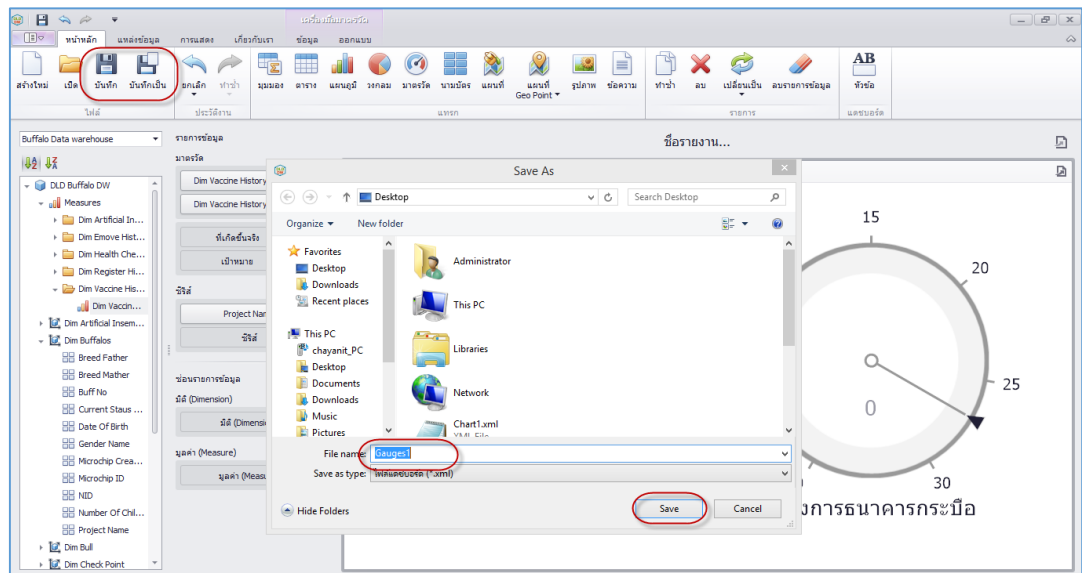 เครื่องมือมาตรวัด
หน้าหลัก แหล่งข้อมูล การแสดง เกี่ยวกับเรา ข้อมูล ออกแบบ
สร้างใหม่ เปิด บันทึก บันทึกเป็น ยกเลิก ทำซ้ำ มุมมอง ตาราง แผนภูมิ วงกลม มาตรวัด นามบัตร แผนที่ แผนที่ Geo Point รูปภาพ ข้อความ ทำซ้ำ ลบ เปลี่ยนเป็น ลบรายการข้อมูล AB หัวข้อ
ไฟล์ ประวัติงาน แทรก รายการ แดชบอร์ด
Buffalo Data warehouse
รายการข้อมูล
ชื่อรายงาน...
มาตรวัด
DLD Buffalo DW
Measures
Dim Artificial In...
Dim Emove Hist...
Dim Health Che...
Dim Register Hi...
Dim Vaccine His...
Dim Vaccin...
Dim Artificial Insem...
Dim Buffalos
Breed Father
Breed Mather
Buff No
Current Staus ...
Date Of Birth
Gender Name
Microchip Crea...
Microchip ID
NID
Number Of Chil...
Project Name
Dim Bull
Dim Check Point
Dim Vaccine History
Dim Vaccine History
ที่เกิดขึ้นจริง
เป้าหมาย
ซีรีส์
Project Nar
ซีรีส์
ซ่อนรายการข้อมูล
มิติ (Dimension)
มิติ (Dimensi
มูลค่า (Measure)
มูลค่า (Measu
Save As
Desktop
Search Desktop
Organize New folder
Favorites
Desktop
Downloads
Recent places
This PC
chayanit_PC
Desktop
Documents
Downloads
Music
Pictures
Administrator
This PC
Libraries
Network
Chart1.xml
XML File
File name: Gauges1
Save as type: ไฟล์แดชบอร์ด (*.xml)
Hide Folders
Save
Cancel
15
20
25
30
0
งการธนาคารกระบือ